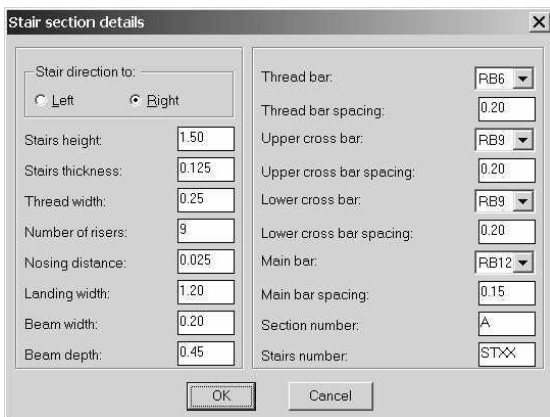 Stair section details
Stair direction to:
Left Right
Stairs height: 1.50
Stairs thickness: 0.125
Thread width: 0.25
Number of risers: 9
Nosing distance: 0.025
Landing width: 1.20
Beam width: 0.20
Beam depth: 0.45
Thread bar: RB6
Thread bar spacing: 0.20
Upper cross bar: RB9
Upper cross bar spacing: 0.20
Lower cross bar: RB9
Lower cross bar spacing: 0.20
Main bar: RB12
Main bar spacing: 0.15
Section number: A
Stairs number: STXX
OK Cancel